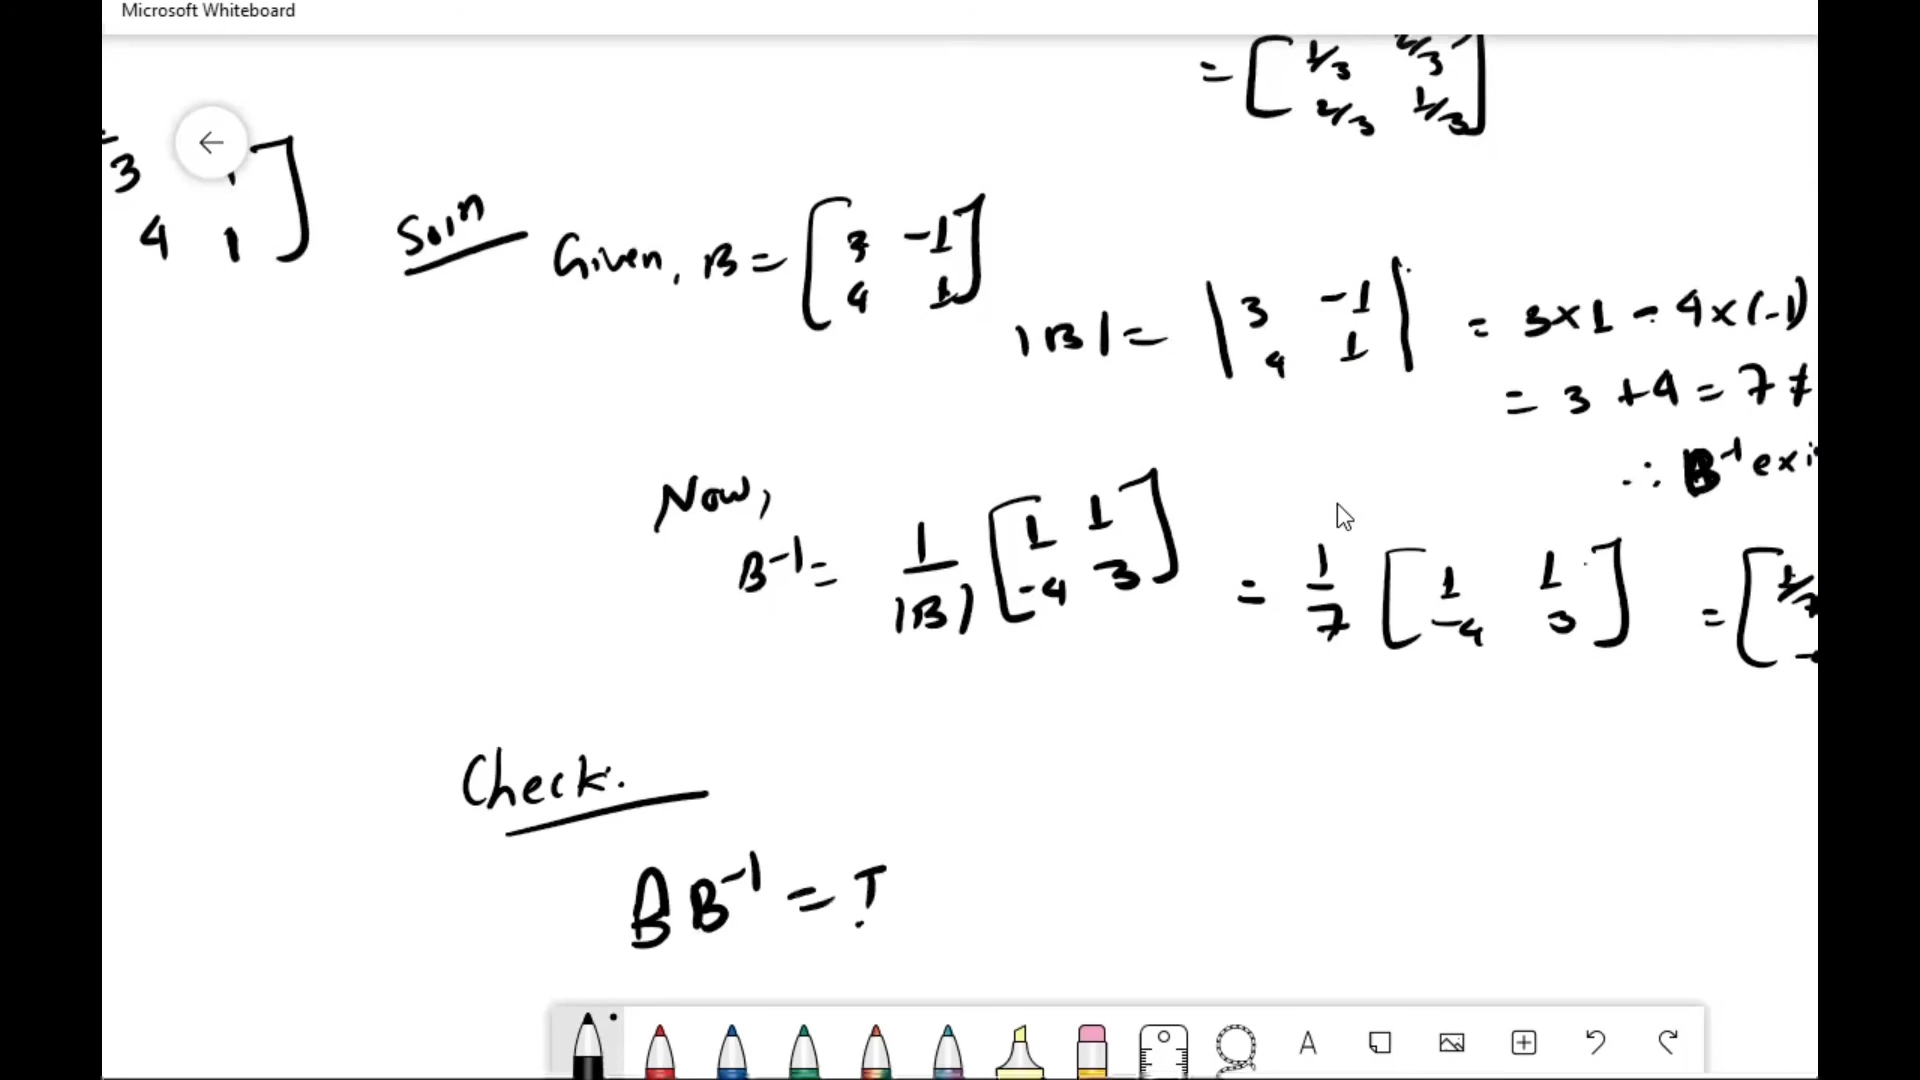 Microsoft Whiteboard
= [ 1/3 2/3
2/3 1/3 ]
3
4 1 ]
Soln Given, B = [ 3 -1
4 1 ]
|B| = | 3 -1
4 1 | = 3×1 - 4×(-1)
= 3 + 4 = 7 ≠
∴ B⁻¹ exi
Now,
B⁻¹ = 1/|B| [ 1 1
-4 3 ] = 1/7 [ 1 1
-4 3 ] = [ 1/7
Check:
B B⁻¹ = ?
A